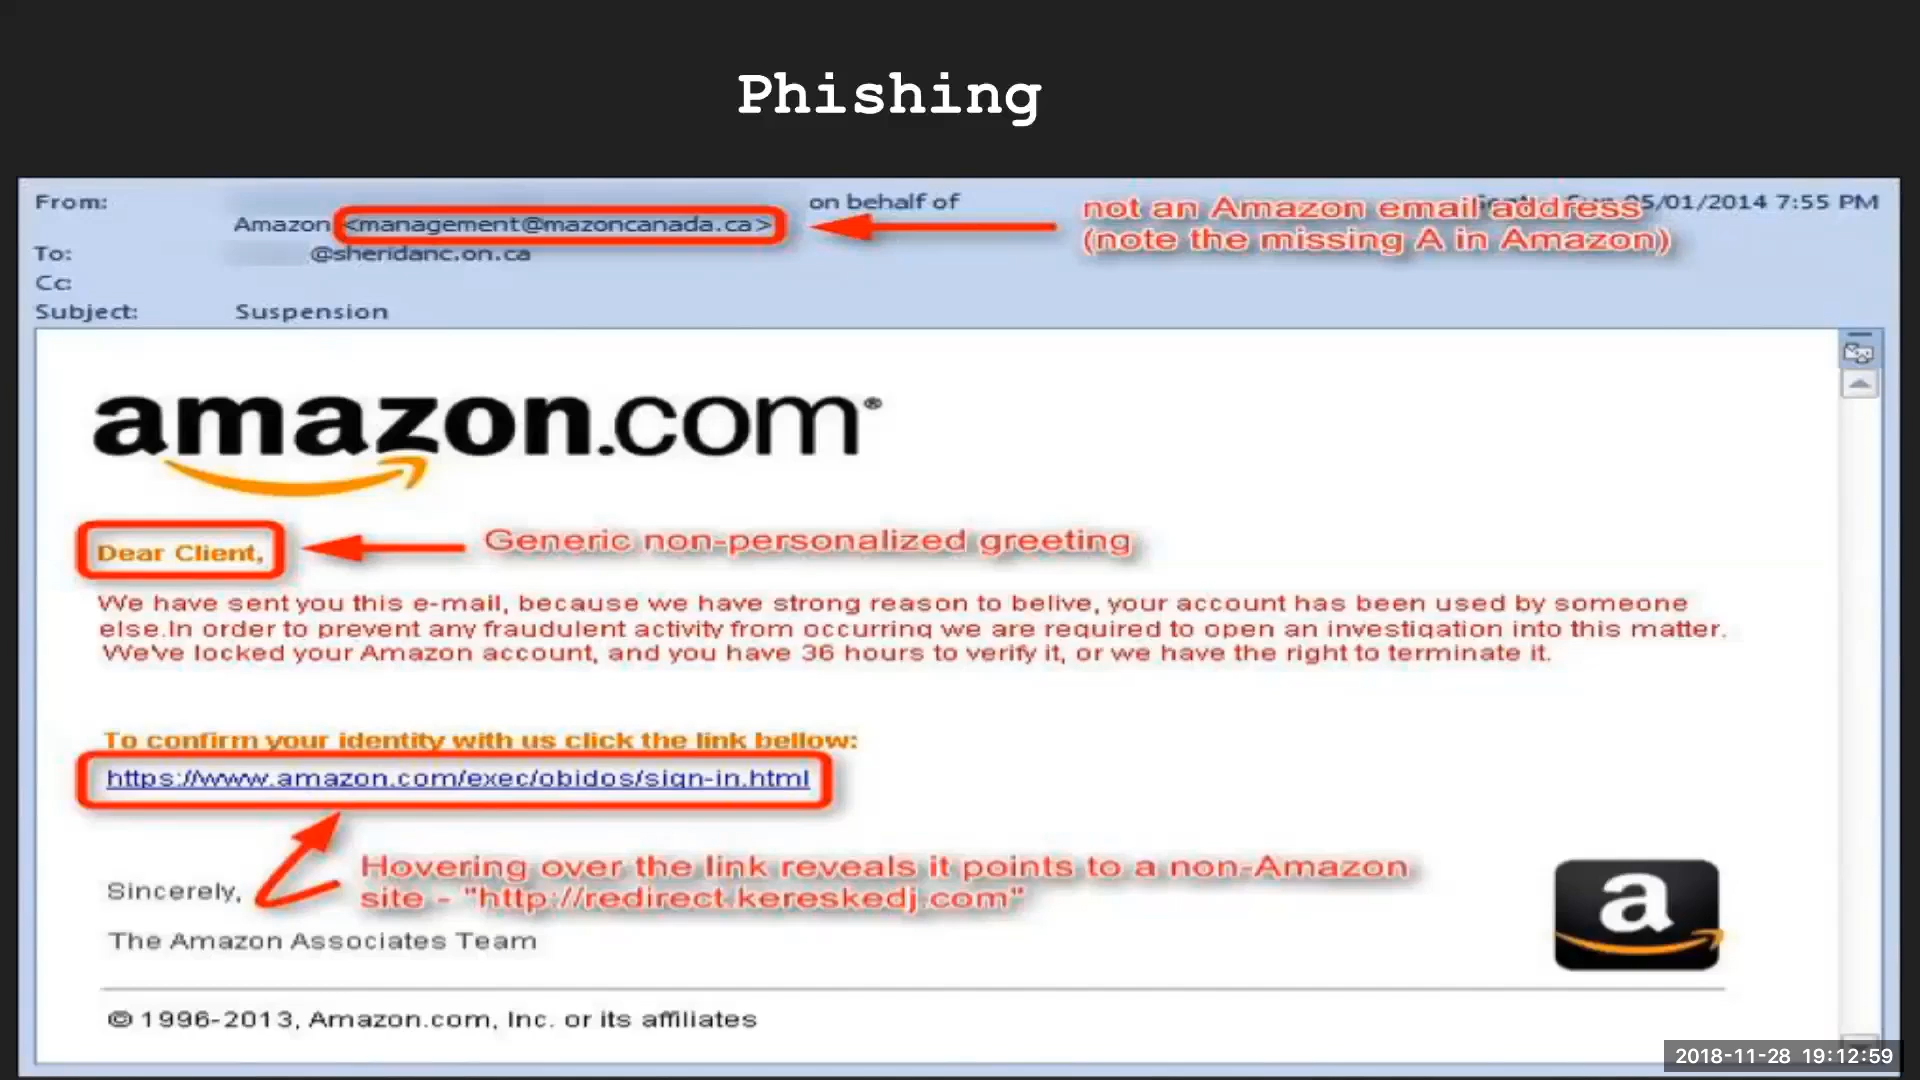 Phishing
From: on behalf of 05/01/2014 7:55 PM
not an Amazon email address
Amazon <management@mazoncanada.ca>
(note the missing A in Amazon)
To: @sheridanc.on.ca
Cc:
Subject: Suspension
amazon.com®
Dear Client,
Generic non-personalized greeting
We have sent you this e-mail, because we have strong reason to belive, your account has been used by someone
else.In order to prevent any fraudulent activity from occurring we are required to open an investigation into this matter.
We've locked your Amazon account, and you have 36 hours to verify it, or we have the right to terminate it.
To confirm your identity with us click the link bellow:
https://www.amazon.com/exec/obidos/sign-in.html
Hovering over the link reveals it points to a non-Amazon
site - "http://redirect.kereskedj.com"
Sincerely,
a
The Amazon Associates Team
© 1996-2013, Amazon.com, Inc. or its affiliates
2018-11-28 19:12:59